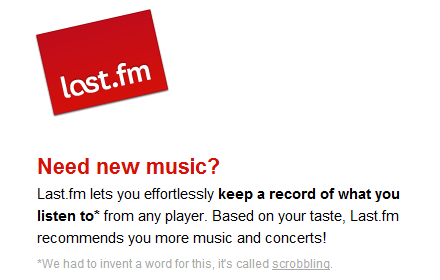 last.fm
Need new music?
Last.fm lets you effortlessly keep a record of what you
listen to* from any player. Based on your taste, Last.fm
recommends you more music and concerts!
*We had to invent a word for this, it's called scrobbling.